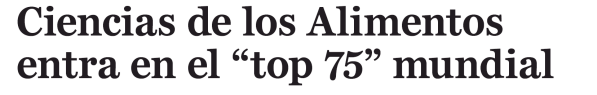 Ciencias de los Alimentos
entra en el “top 75” mundial